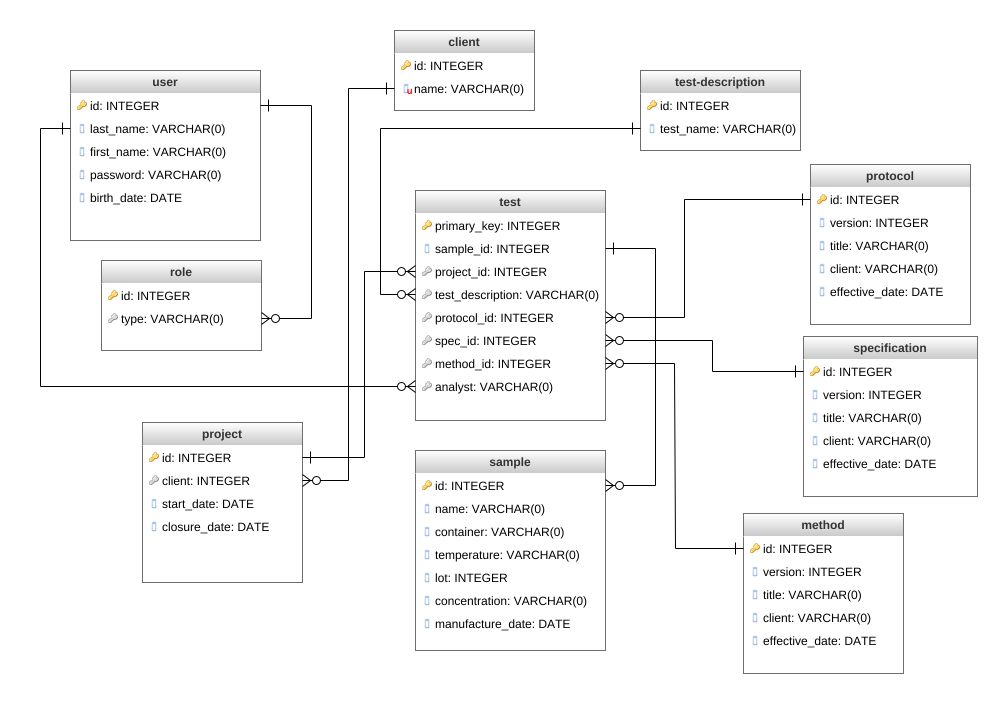 client
id: INTEGER
name: VARCHAR(0)
user
id: INTEGER
last_name: VARCHAR(0)
first_name: VARCHAR(0)
password: VARCHAR(0)
birth_date: DATE
test-description
id: INTEGER
test_name: VARCHAR(0)
protocol
id: INTEGER
version: INTEGER
title: VARCHAR(0)
client: VARCHAR(0)
effective_date: DATE
test
primary_key: INTEGER
sample_id: INTEGER
project_id: INTEGER
test_description: VARCHAR(0)
protocol_id: INTEGER
spec_id: INTEGER
method_id: INTEGER
analyst: VARCHAR(0)
role
id: INTEGER
type: VARCHAR(0)
specification
id: INTEGER
version: INTEGER
title: VARCHAR(0)
client: VARCHAR(0)
effective_date: DATE
project
id: INTEGER
client: INTEGER
start_date: DATE
closure_date: DATE
sample
id: INTEGER
name: VARCHAR(0)
container: VARCHAR(0)
temperature: VARCHAR(0)
lot: INTEGER
concentration: VARCHAR(0)
manufacture_date: DATE
method
id: INTEGER
version: INTEGER
title: VARCHAR(0)
client: VARCHAR(0)
effective_date: DATE